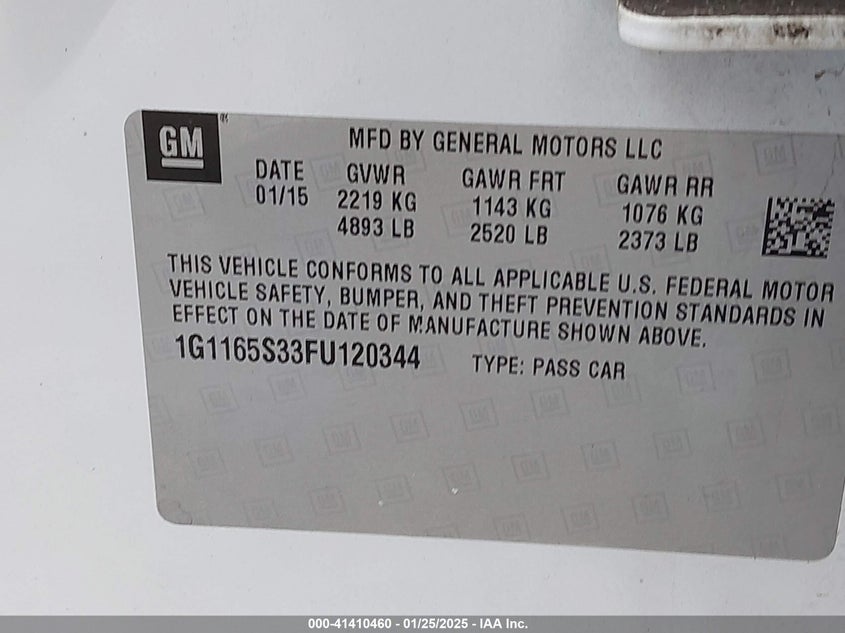 GM
MFD BY GENERAL MOTORS LLC
DATE GVWR GAWR FRT GAWR RR
01/15 2219 KG 1143 KG 1076 KG
4893 LB 2520 LB 2373 LB
THIS VEHICLE CONFORMS TO ALL APPLICABLE U.S. FEDERAL MOTOR
VEHICLE SAFETY, BUMPER, AND THEFT PREVENTION STANDARDS IN
EFFECT ON THE DATE OF MANUFACTURE SHOWN ABOVE.
1G1165S33FU120344 TYPE: PASS CAR
000-41410460 - 01/25/2025 - IAA Inc.